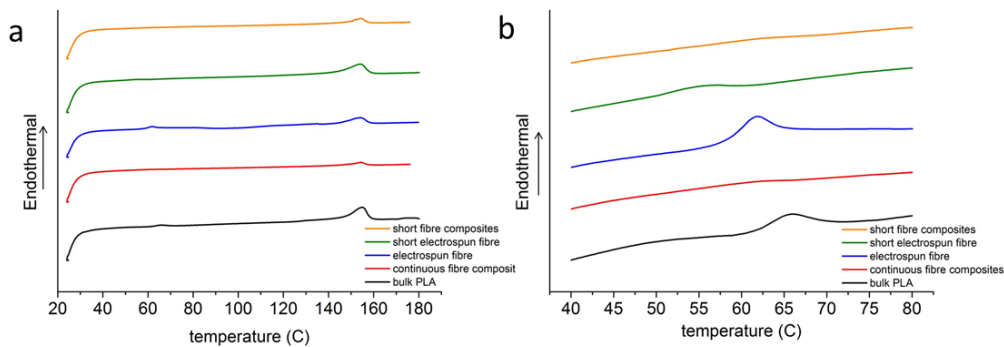 a
Endothermal
short fibre composites
short electrospun fibre
electrospun fibre
continuous fibre composit
bulk PLA
20 40 60 80 100 120 140 160 180
temperature (C)
b
Endothermal
short fibre composites
short electrospun fibre
electrospun fibre
continuous fibre composites
bulk PLA
40 45 50 55 60 65 70 75 80
temperature (C)